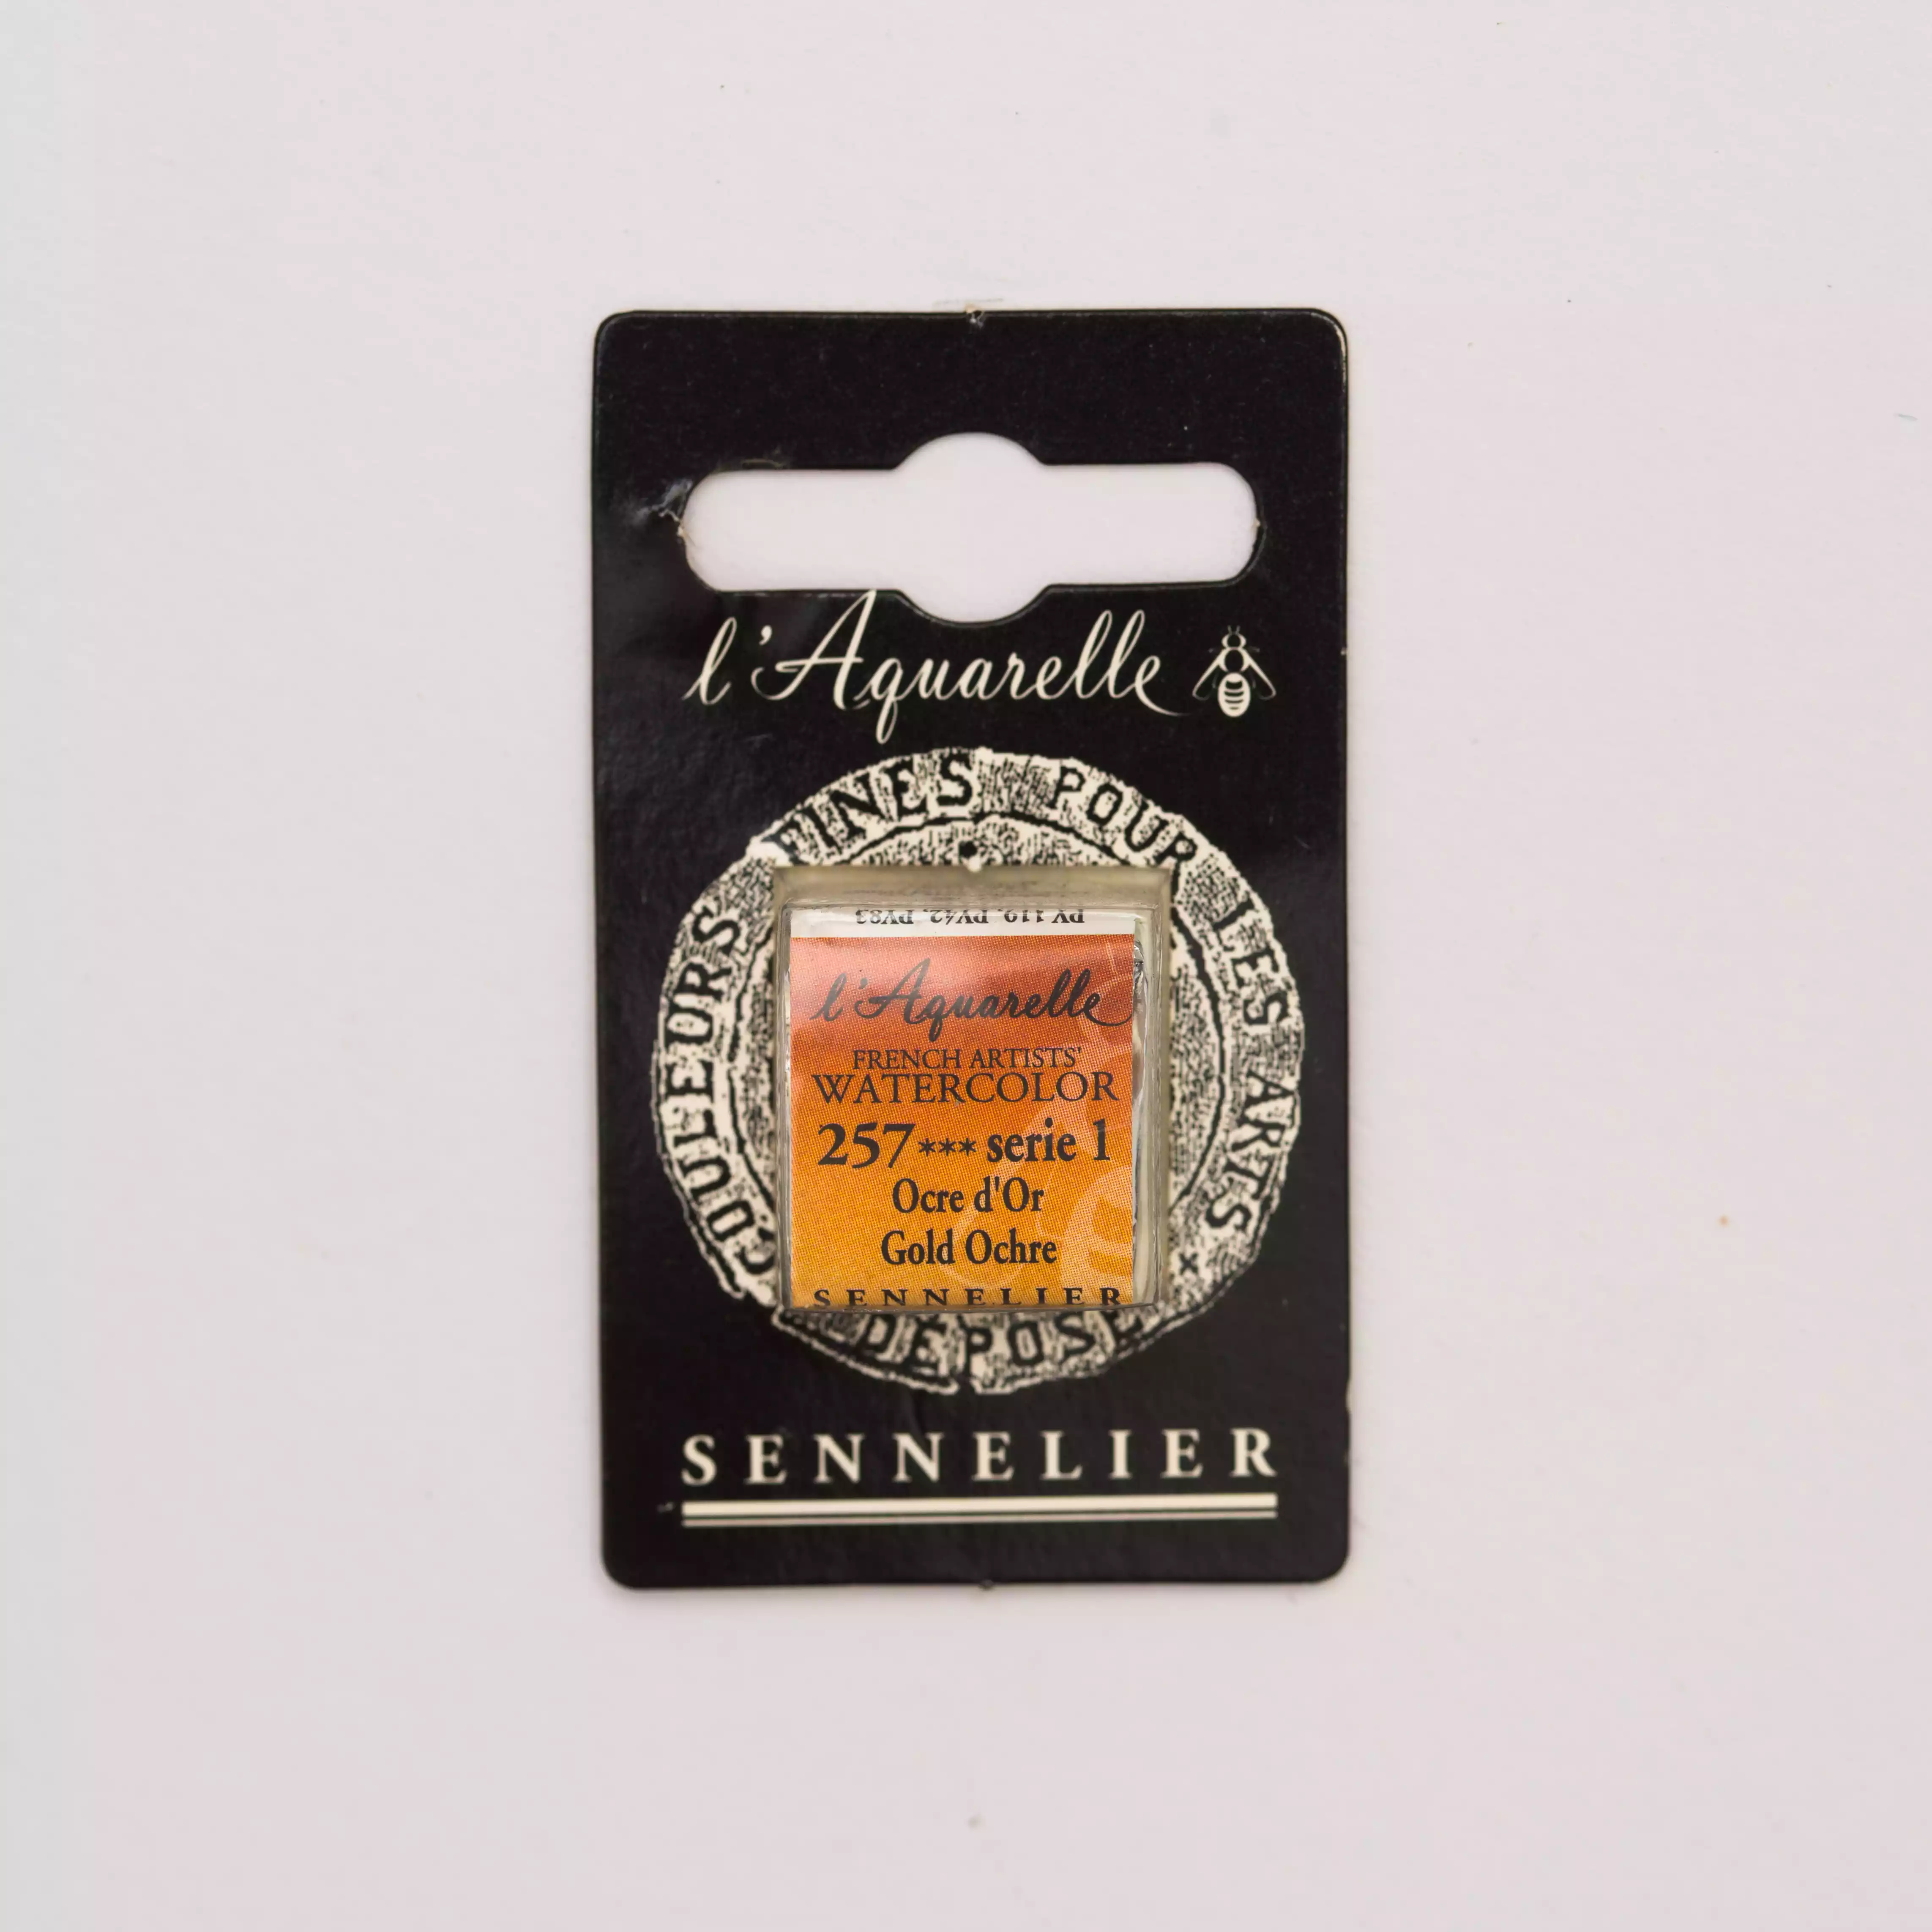 l'Aquarelle
COULEURS FINES POUR LES ARTS
PY 119, PY42, PY83
l'Aquarelle
FRENCH ARTISTS'
WATERCOLOR
257*** serie 1
Ocre d'Or
Gold Ochre
SENNELIER
DÉPOSÉ
SENNELIER